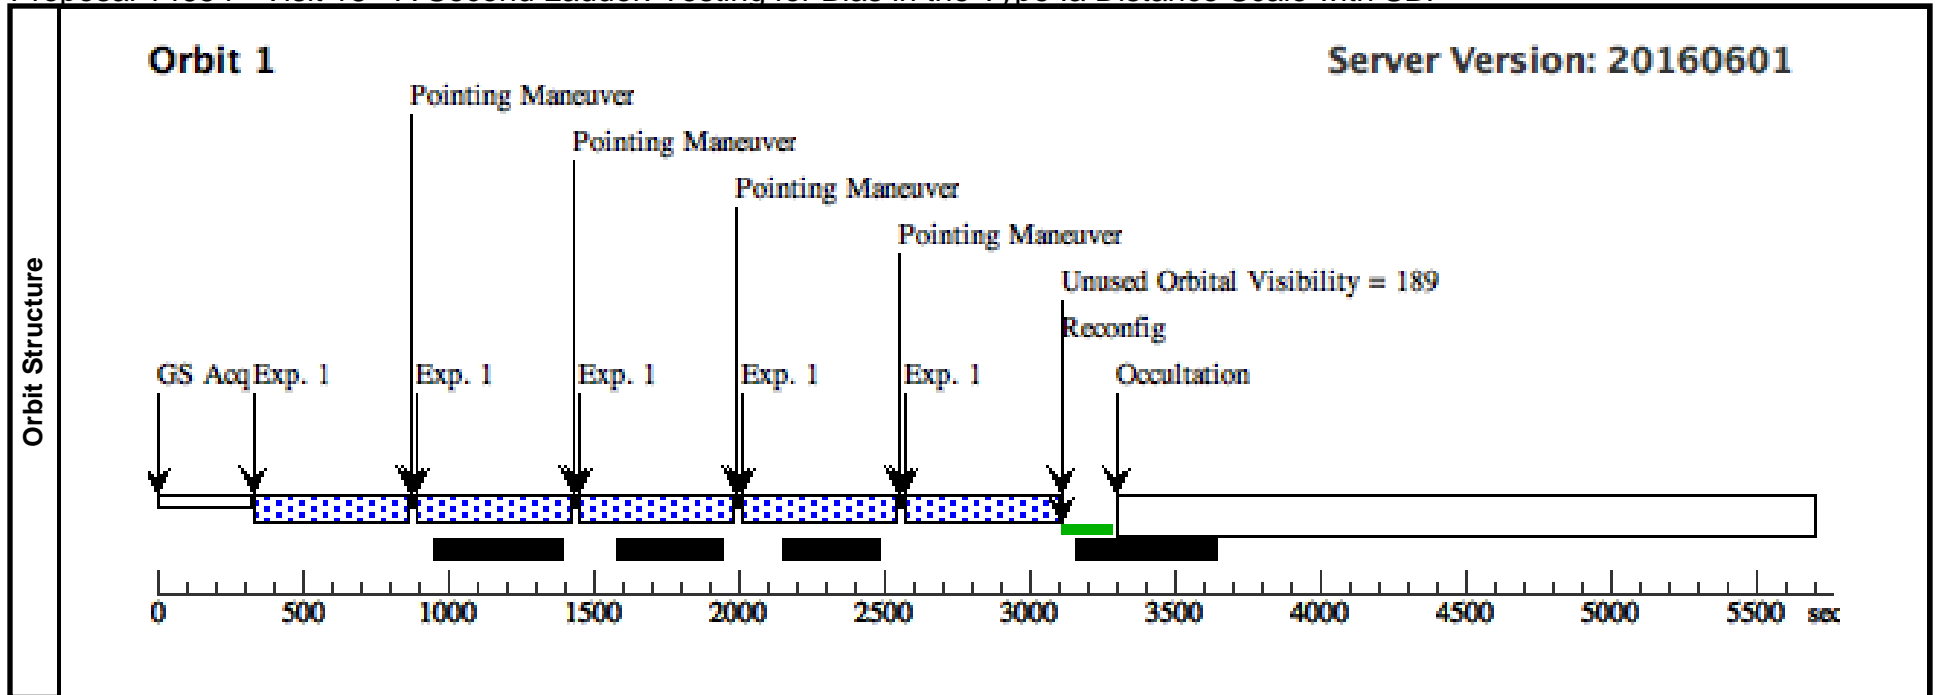 Orbit Structure
Orbit 1
Server Version: 20160601
Pointing Maneuver
Pointing Maneuver
Pointing Maneuver
Pointing Maneuver
Unused Orbital Visibility = 189
Reconfig
GS Acq Exp. 1 Exp. 1 Exp. 1 Exp. 1 Exp. 1 Occultation
0 500 1000 1500 2000 2500 3000 3500 4000 4500 5000 5500 sec